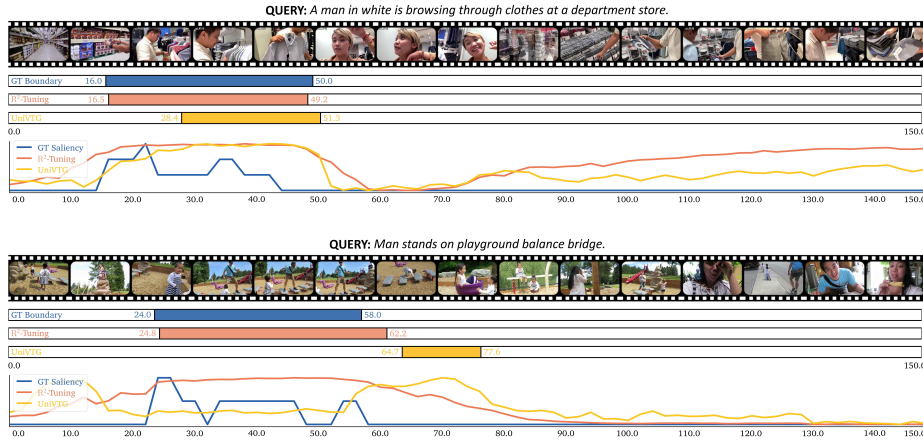 QUERY: A man in white is browsing through clothes at a department store.
GT Boundary 16.0 50.0
R²-Tuning 16.5 49.2
UniVTG 28.4 51.3
0.0 150.0
GT Saliency
R²-Tuning
UniVTG
0.0 10.0 20.0 30.0 40.0 50.0 60.0 70.0 80.0 90.0 100.0 110.0 120.0 130.0 140.0 150.0
QUERY: Man stands on playground balance bridge.
GT Boundary 24.0 58.0
R²-Tuning 24.8 62.2
UniVTG 64.7 77.6
0.0 150.0
GT Saliency
R²-Tuning
UniVTG
0.0 10.0 20.0 30.0 40.0 50.0 60.0 70.0 80.0 90.0 100.0 110.0 120.0 130.0 140.0 150.0